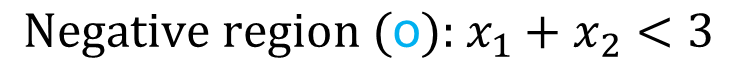 Negative region (o): x₁ + x₂ < 3